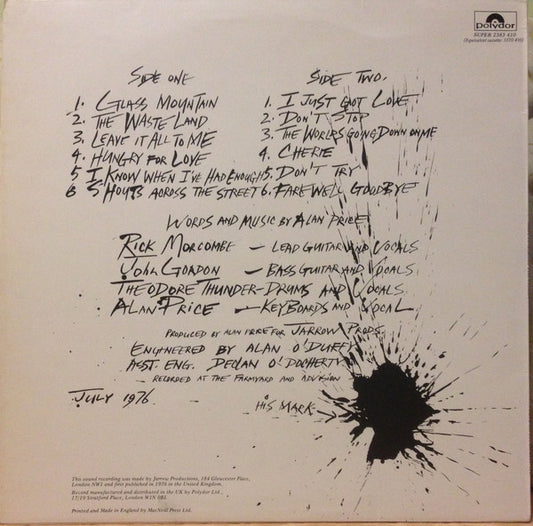 polydor
SUPER 2383 410
(Equivalent cassette: 3170 410)
SIDE ONE
1. GLASS MOUNTAIN
2. THE WASTE LAND
3. LEAVE IT ALL TO ME
4. HUNGRY FOR LOVE
5 I KNOW WHEN I'VE HAD ENOUGH
6 SHOUTS ACROSS THE STREET
SIDE TWO.
1. I JUST GOT LOVE
2. DON'T STOP
3. THE WORLDS GOING DOWN ON ME
4. CHERIE
5. DON'T TRY
6. FAREWELL GOODBYE
WORDS AND MUSIC BY ALAN PRICE
RICK MORCOMBE – LEAD GUITAR AND VOCALS
JOHN GORDON – BASS GUITAR AND VOCALS
THEODORE THUNDER – DRUMS AND VOCALS
ALAN PRICE – KEYBOARDS AND VOCAL
PRODUCED BY ALAN PRICE FOR JARROW PRODS.
ENGINEERED BY ALAN O'DUFFY
ASST. ENG. DECLAN O'DOCHERTY
– RECORDED AT THE FARMYARD AND ADVISION
JULY 1976
HIS MARK
This sound recording was made by Jarrow Productions, 184 Gloucester Place,
London NW1 and first published in 1976 in the United Kingdom.
Record manufactured and distributed in the UK by Polydor Ltd.,
17/19 Stratford Place, London W1N 0BL
Printed and Made in England by MacNeill Press Ltd.